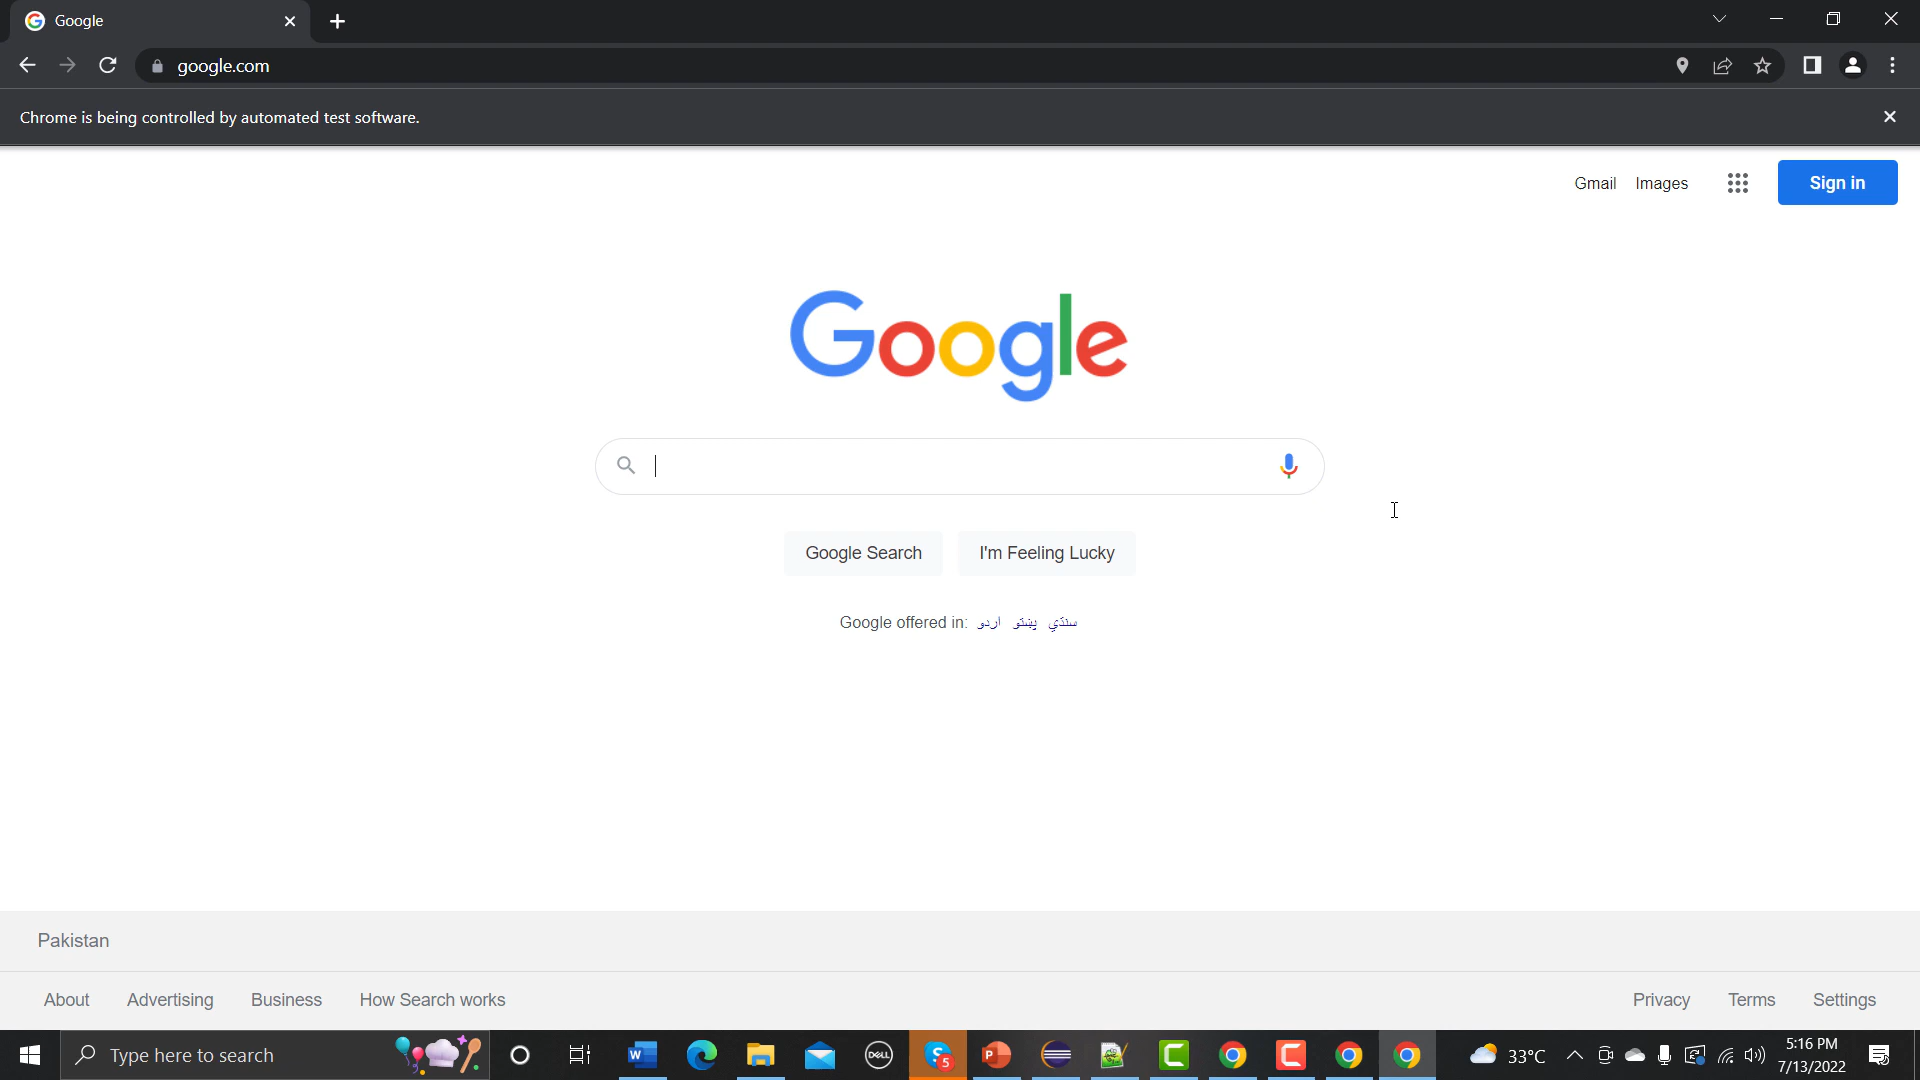 Google
google.com
Chrome is being controlled by automated test software.
Gmail Images Sign in
Google
Google Search I'm Feeling Lucky
Google offered in: اردو پښتو سنڌي
Pakistan
About Advertising Business How Search works Privacy Terms Settings
Type here to search W DELL S 5 P 33°C 5:16 PM
7/13/2022